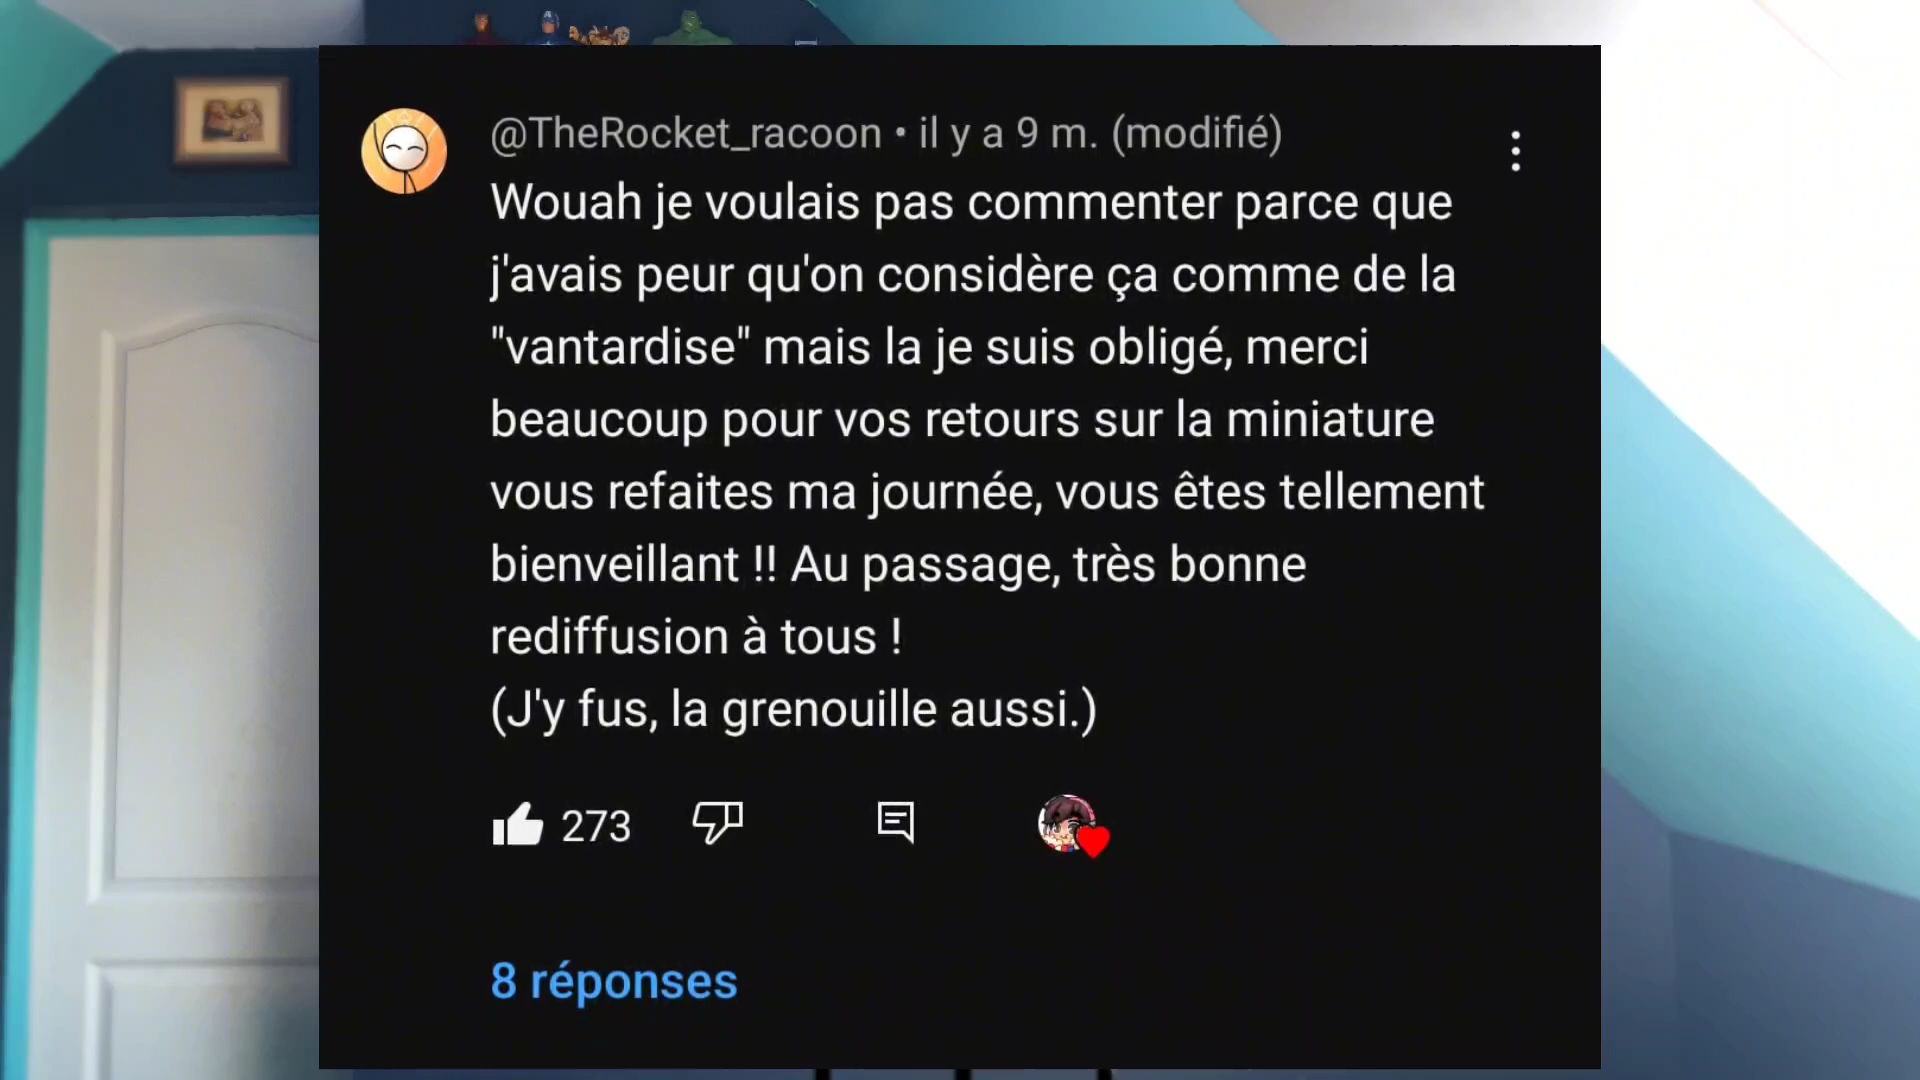 @TheRocket_racoon • il y a 9 m. (modifié)
Wouah je voulais pas commenter parce que
j'avais peur qu'on considère ça comme de la
"vantardise" mais la je suis obligé, merci
beaucoup pour vos retours sur la miniature
vous refaites ma journée, vous êtes tellement
bienveillant !! Au passage, très bonne
rediffusion à tous !
(J'y fus, la grenouille aussi.)
273
8 réponses